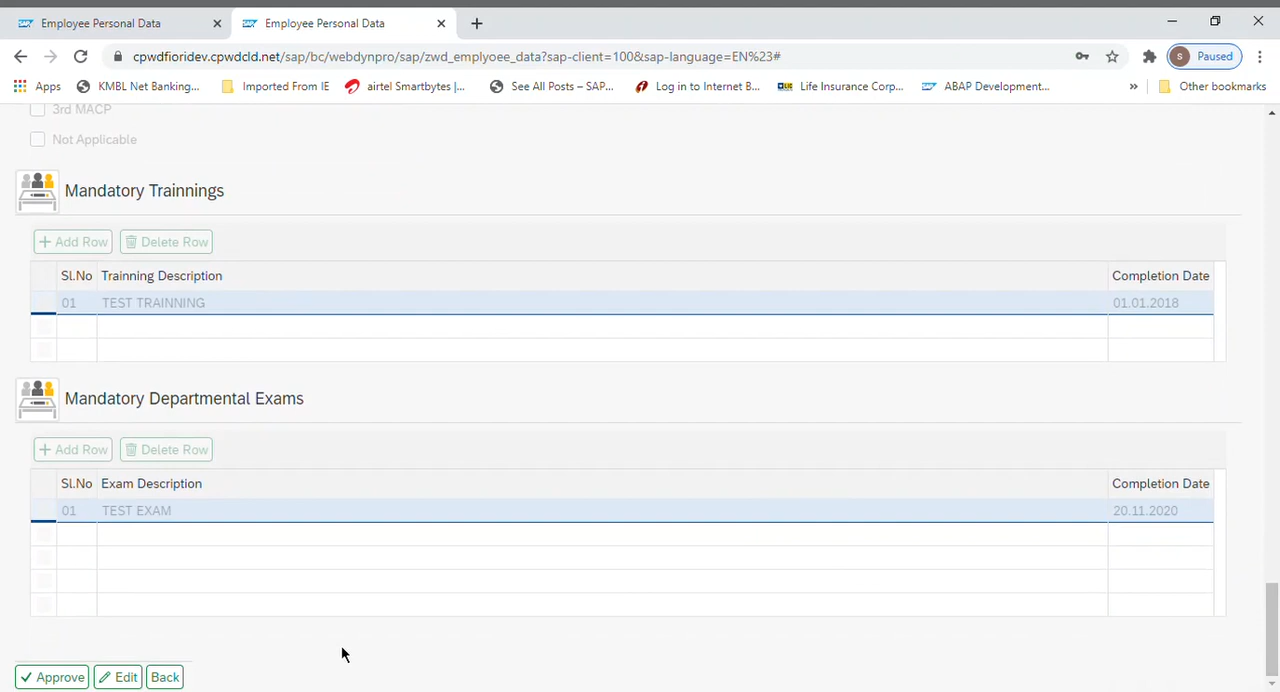 Employee Personal Data
Employee Personal Data
cpwdfioridev.cpwdcld.net/sap/bc/webdynpro/sap/zwd_emplyoee_data?sap-client=100&sap-language=EN%23#
S Paused
Apps KMBL Net Banking... Imported From IE airtel Smartbytes |... See All Posts – SAP... Log in to Internet B... Life Insurance Corp... ABAP Development... » Other bookmarks
3rd MACP
Not Applicable
Mandatory Trainnings
Add Row Delete Row
Sl.No Trainning Description Completion Date
01 TEST TRAINNING 01.01.2018
Mandatory Departmental Exams
Add Row Delete Row
Sl.No Exam Description Completion Date
01 TEST EXAM 20.11.2020
Approve Edit Back